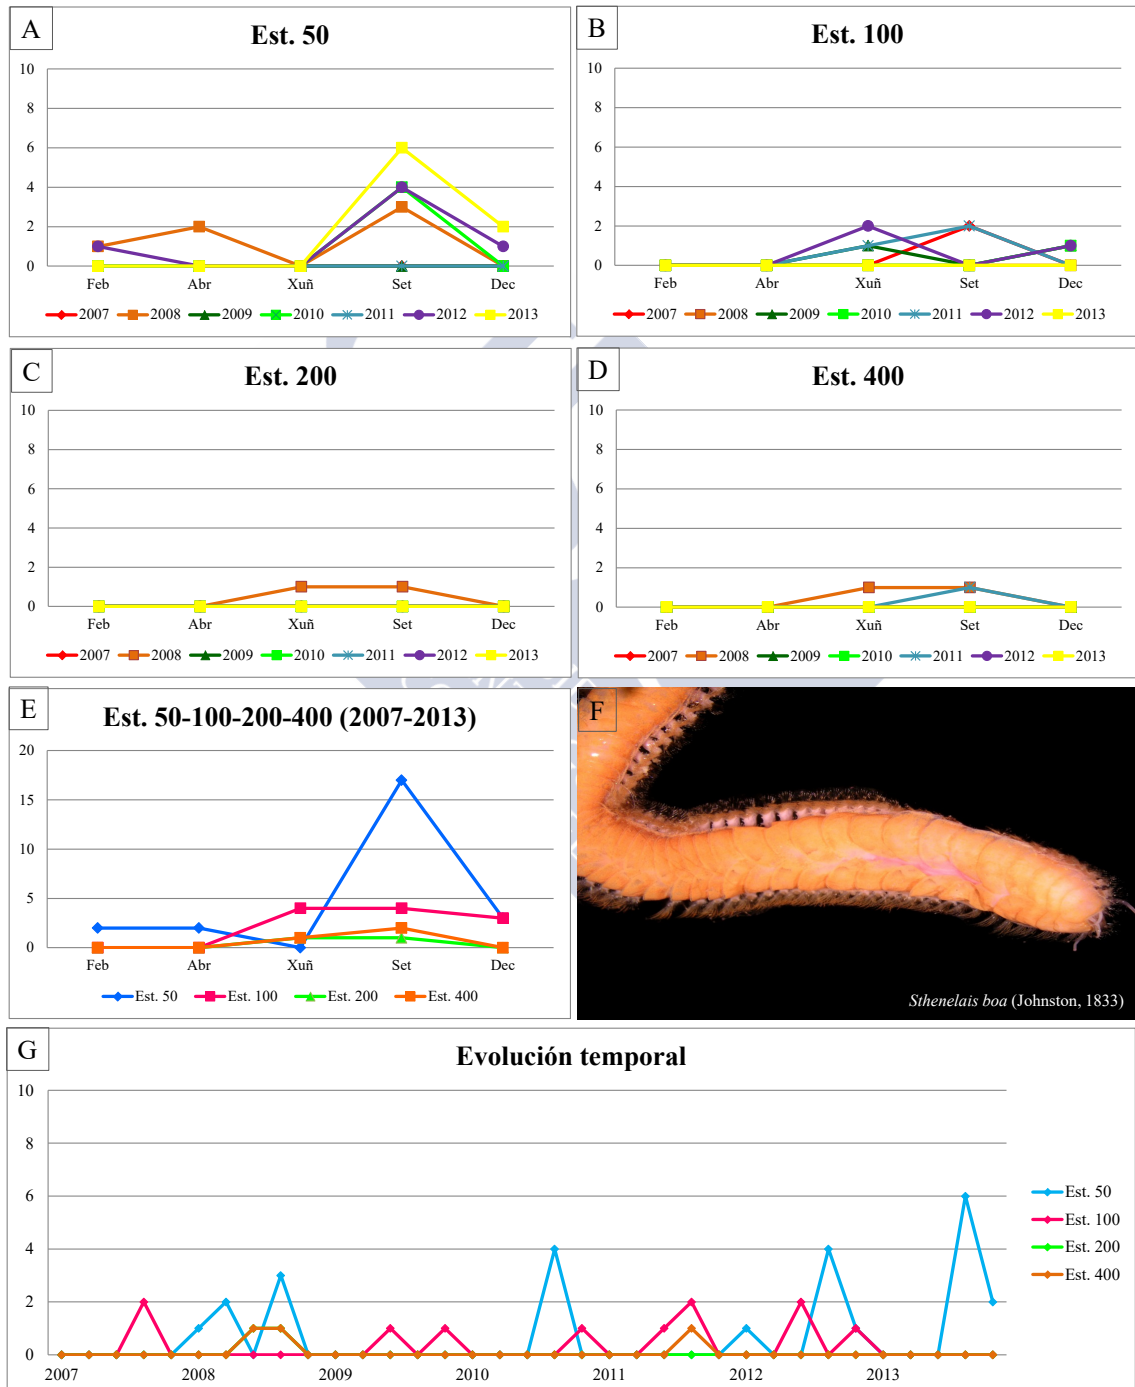 A
Est. 50
10
8
6
4
2
0
Feb Abr Xuñ Set Dec
2007 2008 2009 2010 2011 2012 2013
B
Est. 100
10
8
6
4
2
0
Feb Abr Xuñ Set Dec
2007 2008 2009 2010 2011 2012 2013
C
Est. 200
10
8
6
4
2
0
Feb Abr Xuñ Set Dec
2007 2008 2009 2010 2011 2012 2013
D
Est. 400
10
8
6
4
2
0
Feb Abr Xuñ Set Dec
2007 2008 2009 2010 2011 2012 2013
E
Est. 50-100-200-400 (2007-2013)
20
15
10
5
0
Feb Abr Xuñ Set Dec
Est. 50 Est. 100 Est. 200 Est. 400
F
Sthenelais boa (Johnston, 1833)
G
Evolución temporal
10
8
6
4
2
0
2007 2008 2009 2010 2011 2012 2013
Est. 50
Est. 100
Est. 200
Est. 400